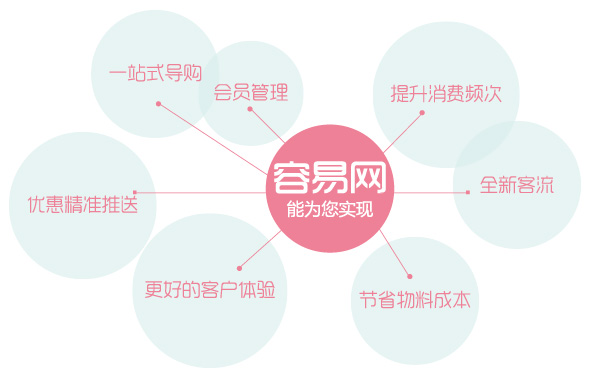 一站式导购
会员管理
提升消费频次
容易网
能为您实现
全新客流
优惠精准推送
更好的客户体验
节省物料成本